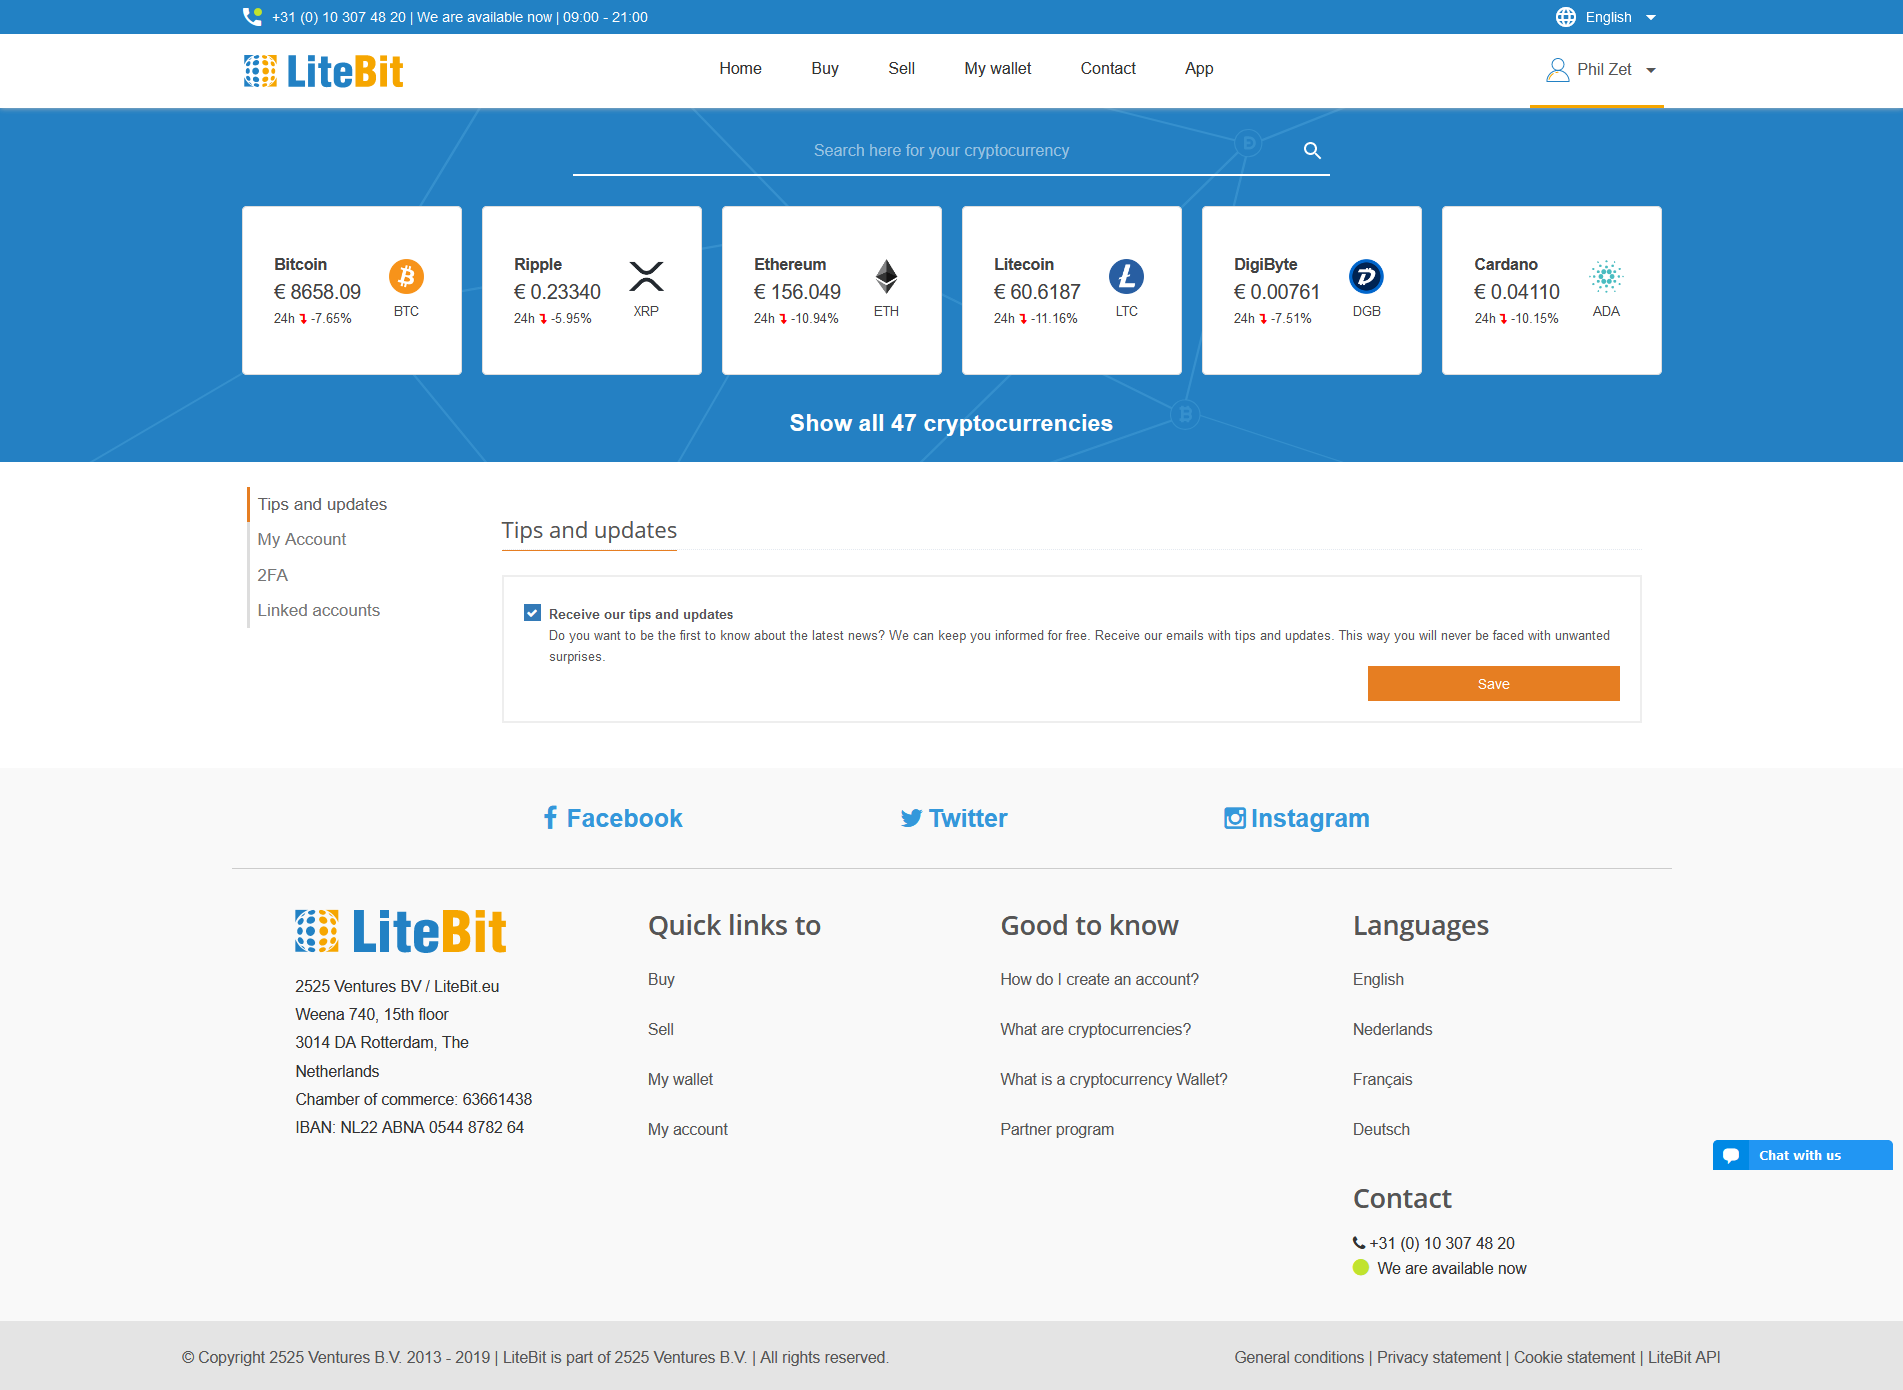 +31 (0) 10 307 48 20 | We are available now | 09:00 - 21:00
English
LiteBit
Home
Buy
Sell
My wallet
Contact
App
Phil Zet
Search here for your cryptocurrency
Bitcoin
€ 8658.09
24h -7.65%
BTC
Ripple
€ 0.23340
24h -5.95%
XRP
Ethereum
€ 156.049
24h -10.94%
ETH
Litecoin
€ 60.6187
24h -11.16%
LTC
DigiByte
€ 0.00761
24h -7.51%
DGB
Cardano
€ 0.04110
24h -10.15%
ADA
Show all 47 cryptocurrencies
Tips and updates
My Account
2FA
Linked accounts
Tips and updates
Receive our tips and updates
Do you want to be the first to know about the latest news? We can keep you informed for free. Receive our emails with tips and updates. This way you will never be faced with unwanted
surprises.
Save
Facebook
Twitter
Instagram
LiteBit
2525 Ventures BV / LiteBit.eu
Weena 740, 15th floor
3014 DA Rotterdam, The
Netherlands
Chamber of commerce: 63661438
IBAN: NL22 ABNA 0544 8782 64
Quick links to
Buy
Sell
My wallet
My account
Good to know
How do I create an account?
What are cryptocurrencies?
What is a cryptocurrency Wallet?
Partner program
Languages
English
Nederlands
Français
Deutsch
Chat with us
Contact
+31 (0) 10 307 48 20
We are available now
© Copyright 2525 Ventures B.V. 2013 - 2019 | LiteBit is part of 2525 Ventures B.V. | All rights reserved.
General conditions | Privacy statement | Cookie statement | LiteBit API